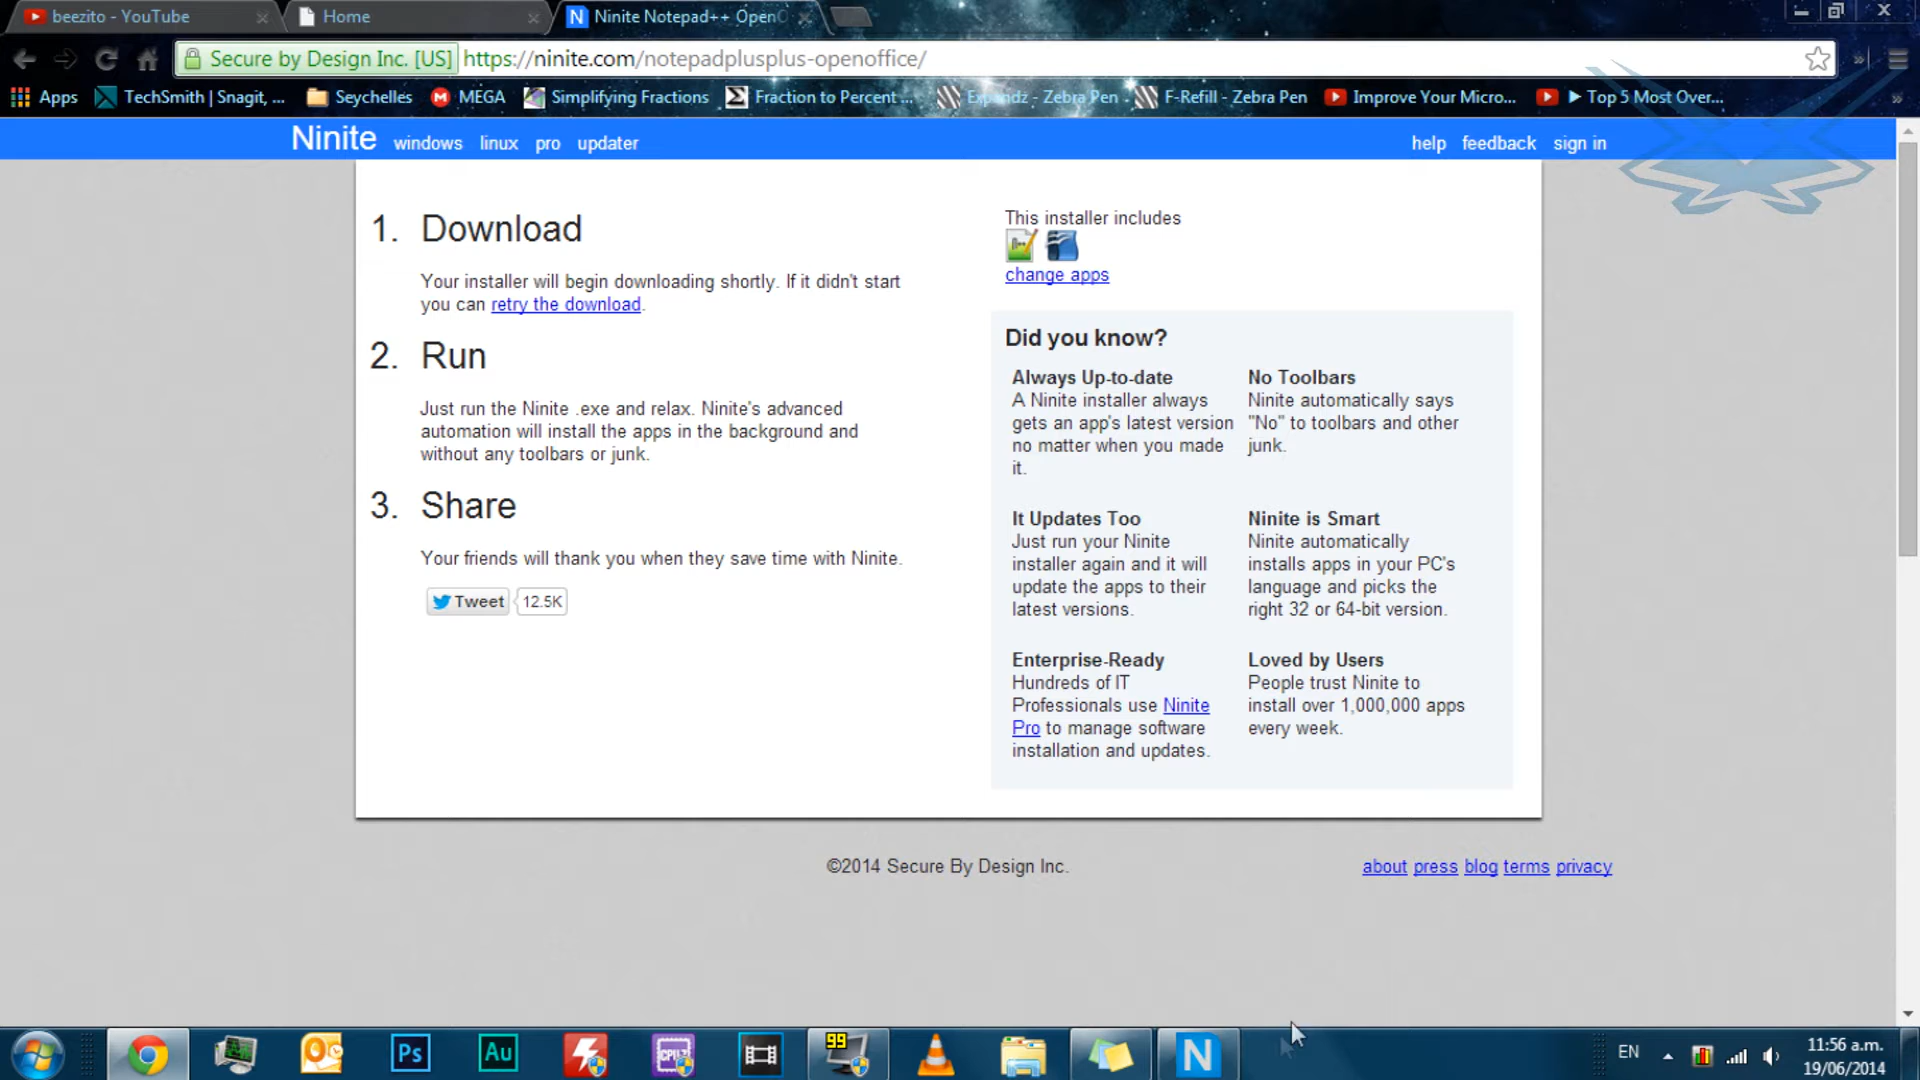 beezito - YouTube
Home
Ninite Notepad++ Open
Secure by Design Inc. [US]
https://ninite.com/notepadplusplus-openoffice/
Apps
TechSmith | Snagit, ...
Seychelles
MEGA
Simplifying Fractions
Fraction to Percent ...
Expandz - Zebra Pen
F-Refill - Zebra Pen
Improve Your Micro...
► Top 5 Most Over...
Ninite
windows
linux
pro
updater
help
feedback
sign in
1. Download
Your installer will begin downloading shortly. If it didn't start
you can retry the download.
2. Run
Just run the Ninite .exe and relax. Ninite's advanced
automation will install the apps in the background and
without any toolbars or junk.
3. Share
Your friends will thank you when they save time with Ninite.
Tweet
12.5K
This installer includes
change apps
Did you know?
Always Up-to-date
A Ninite installer always
gets an app's latest version
no matter when you made
it.
No Toolbars
Ninite automatically says
"No" to toolbars and other
junk.
It Updates Too
Just run your Ninite
installer again and it will
update the apps to their
latest versions.
Ninite is Smart
Ninite automatically
installs apps in your PC's
language and picks the
right 32 or 64-bit version.
Enterprise-Ready
Hundreds of IT
Professionals use Ninite
Pro to manage software
installation and updates.
Loved by Users
People trust Ninite to
install over 1,000,000 apps
every week.
©2014 Secure By Design Inc.
about press blog terms privacy
Ps
Au
99
N
EN
11:56 a.m.
19/06/2014